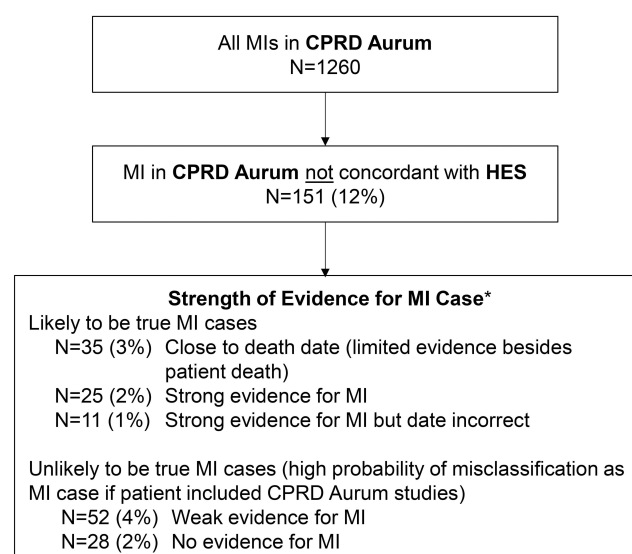 All MIs in CPRD Aurum
N=1260
MI in CPRD Aurum not concordant with HES
N=151 (12%)
Strength of Evidence for MI Case*
Likely to be true MI cases
N=35 (3%) Close to death date (limited evidence besides
patient death)
N=25 (2%) Strong evidence for MI
N=11 (1%) Strong evidence for MI but date incorrect
Unlikely to be true MI cases (high probability of misclassification as
MI case if patient included CPRD Aurum studies)
N=52 (4%) Weak evidence for MI
N=28 (2%) No evidence for MI